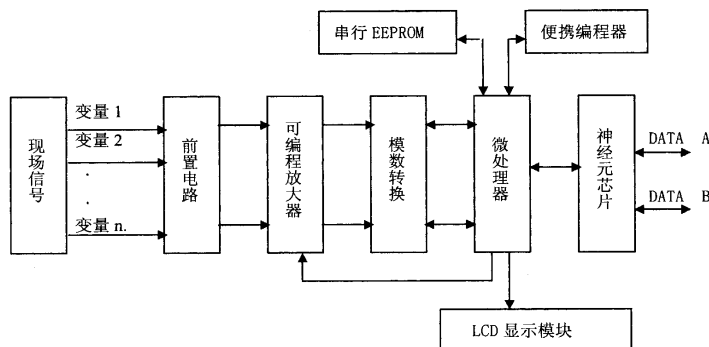 串行 EEPROM
便携编程器
现场信号
变量 1
变量 2
.
.
变量 n.
前置电路
可编程放大器
模数转换
微处理器
神经元芯片
DATA A
DATA B
LCD 显示模块